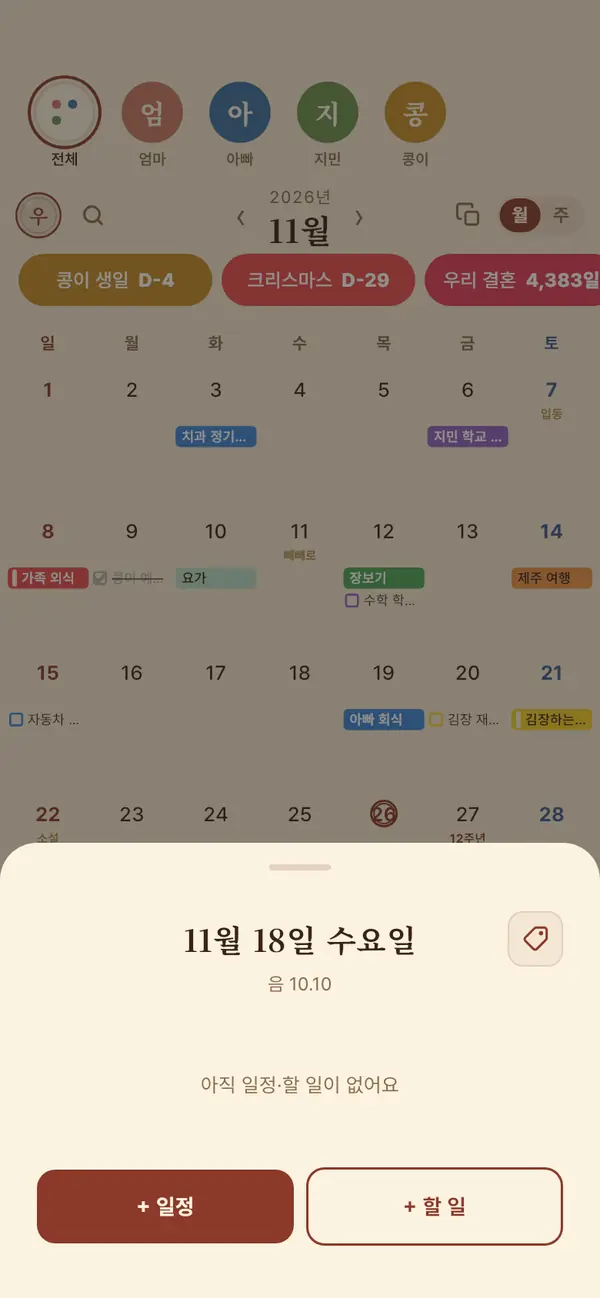 엄 아 지 콩
전체 엄마 아빠 지민 콩이
2026년
우 < 11월 > 월 주
콩이 생일 D-4 크리스마스 D-29 우리 결혼 4,383일
일 월 화 수 목 금 토
1 2 3 4 5 6 7
입동
치과 정기... 지민 학교 ...
8 9 10 11 12 13 14
빼빼로
가족 외식 콩이 예... 요가 장보기 제주 여행
수학 학...
15 16 17 18 19 20 21
자동차 ... 아빠 회식 김장 재... 김장하는...
22 23 24 25 26 27 28
소설 12주년
11월 18일 수요일
음 10.10
아직 일정·할 일이 없어요
+ 일정 + 할 일